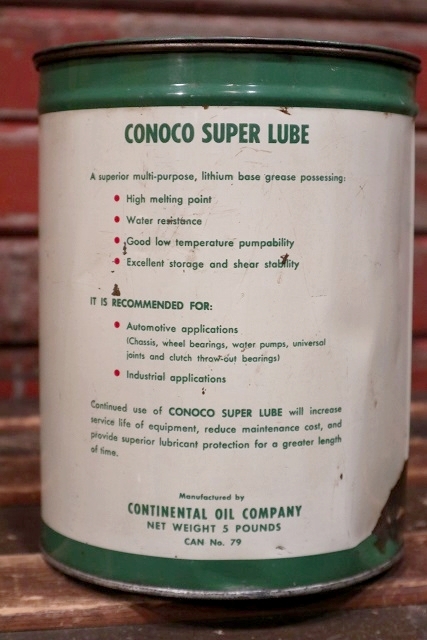 CONOCO SUPER LUBE
A superior multi-purpose, lithium base grease possessing:
High melting point
Water resistance
Good low temperature pumpability
Excellent storage and shear stability
IT IS RECOMMENDED FOR:
Automotive applications
(Chassis, wheel bearings, water pumps, universal
joints and clutch throw-out bearings)
Industrial applications
Continued use of CONOCO SUPER LUBE will increase
service life of equipment, reduce maintenance cost, and
provide superior lubricant protection for a greater length
of time.
Manufactured by
CONTINENTAL OIL COMPANY
NET WEIGHT 5 POUNDS
CAN No. 79